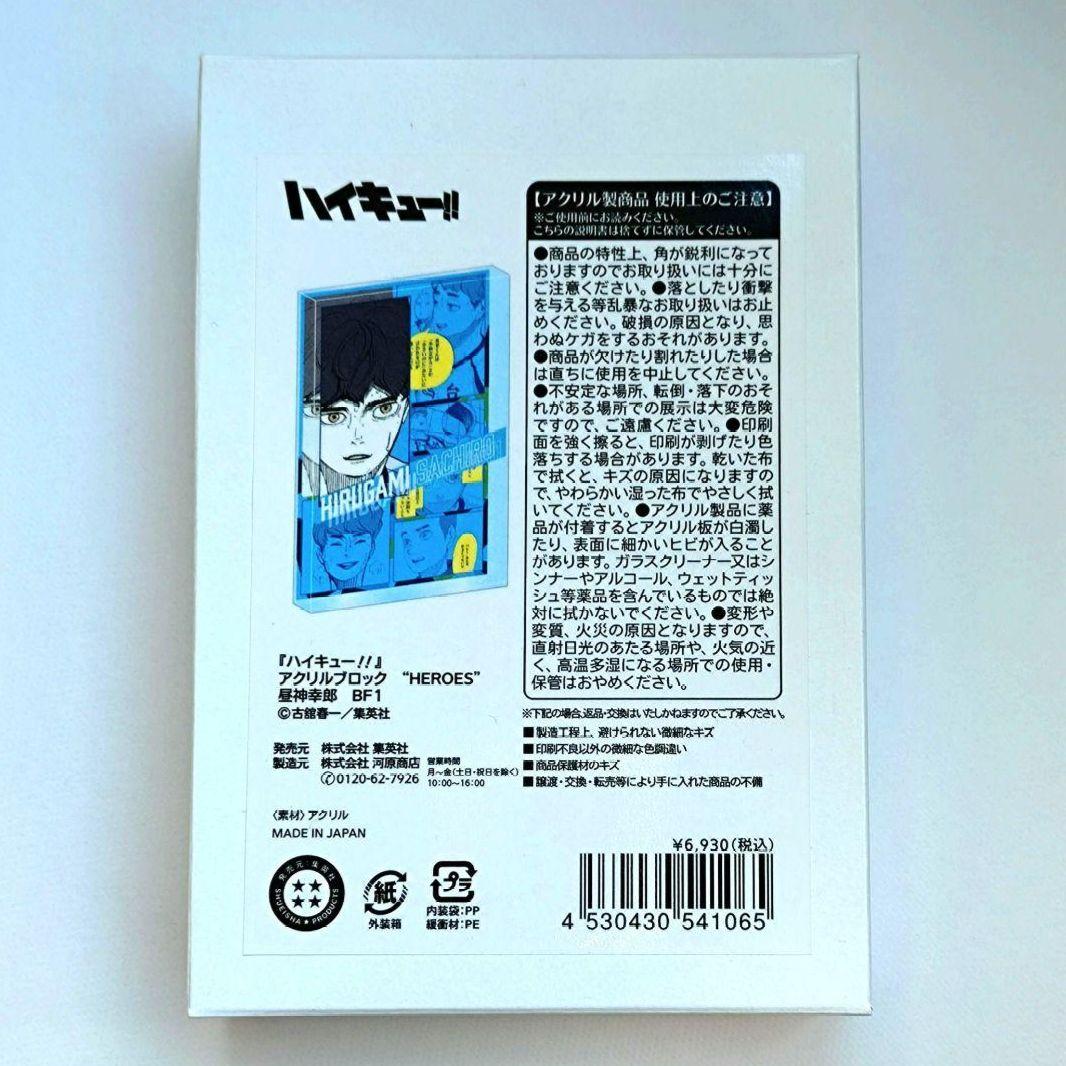 ハイキュー!!
HIRUGAMI SACHIRO
『ハイキュー!!』
アクリルブロック “HEROES”
昼神幸郎 BF1
©古舘春一／集英社
発売元 株式会社 集英社
製造元 株式会社 河原商店
0120-62-7926
営業時間
月～金(土日・祝日を除く)
10:00～16:00
〈素材〉アクリル
MADE IN JAPAN
発売元:集英社
SHUEISHA PRODUCTS
紙
外装箱
プラ
内装袋:PP
緩衝材:PE
【アクリル製商品 使用上のご注意】
※ご使用前にお読みください。
こちらの説明書は捨てずに保管してください。
●商品の特性上、角が鋭利になって
おりますのでお取り扱いには十分に
ご注意ください。●落としたり衝撃
を与える等乱暴なお取り扱いはお止
めください。破損の原因となり、思
わぬケガをするおそれがあります。
●商品が欠けたり割れたりした場合
は直ちに使用を中止してください。
●不安定な場所、転倒・落下のおそ
れがある場所での展示は大変危険
ですので、ご遠慮ください。●印刷
面を強く擦ると、印刷が剥げたり色
落ちする場合があります。乾いた布
で拭くと、キズの原因になりますの
で、やわらかい湿った布でやさしく拭
いてください。●アクリル製品に薬
品が付着するとアクリル板が白濁し
たり、表面に細かいヒビが入ること
があります。ガラスクリーナー又はシ
ンナーやアルコール、ウェットティッ
シュ等薬品を含んでいるものでは絶
対に拭かないでください。●変形や
変質、火災の原因となりますので、
直射日光のあたる場所や、火気の近
く、高温多湿になる場所での使用・
保管はおやめください。
※下記の場合、返品・交換はいたしかねますのでご了承ください。
■製造工程上、避けられない微細なキズ
■印刷不良以外の微細な色調違い
■商品保護材のキズ
■譲渡・交換・転売等により手に入れた商品の不備
¥6,930(税込)
4 530430 541065